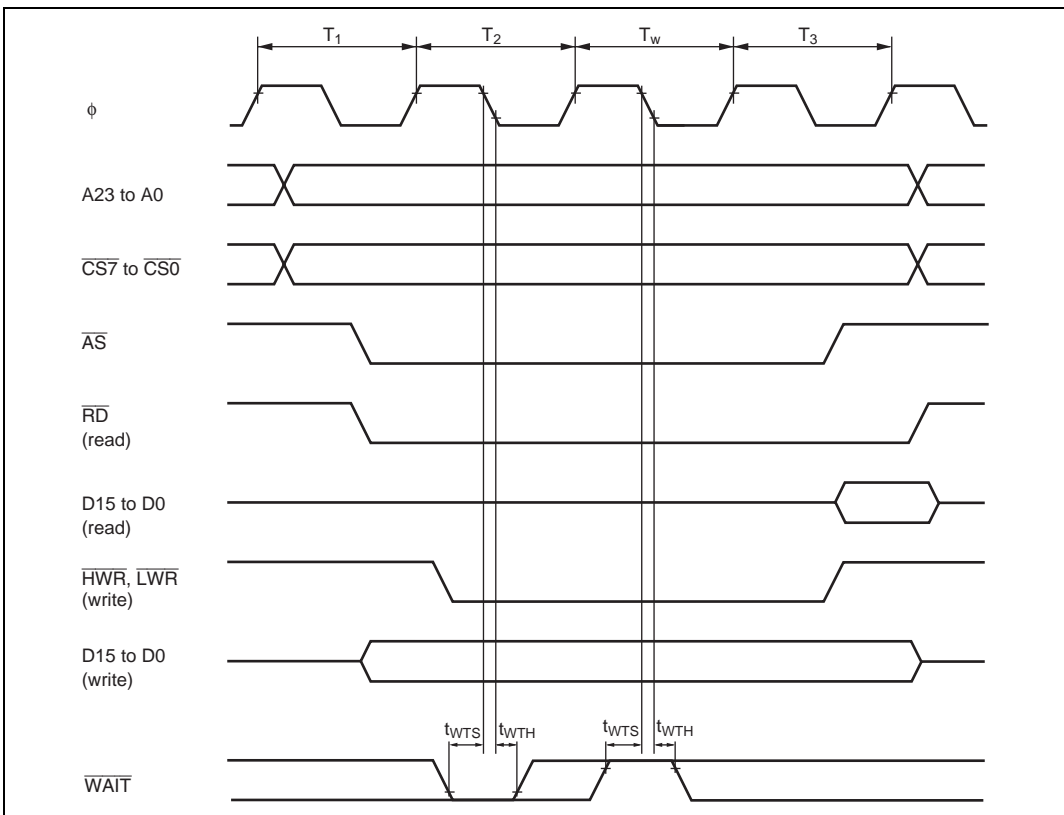 T1 T2 Tw T3
φ
A23 to A0
CS7 to CS0
AS
RD
(read)
D15 to D0
(read)
HWR, LWR
(write)
D15 to D0
(write)
tWTS tWTH tWTS tWTH
WAIT